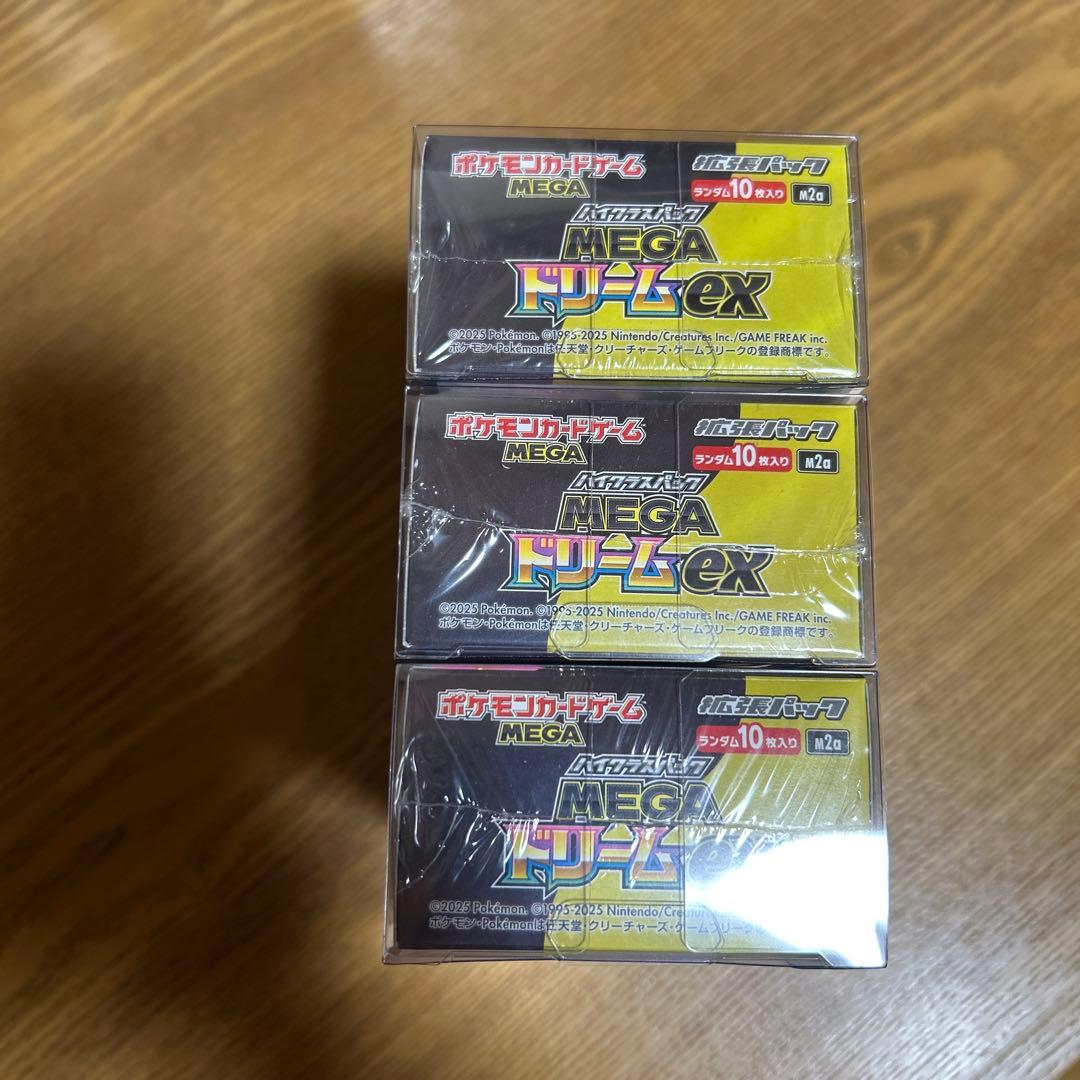 ポケモンカードゲーム
MEGA
拡張パック
ランダム10枚入り M2a
ハイクラスパック
MEGA
ドリームex
©2025 Pokémon. ©1995-2025 Nintendo/Creatures Inc./GAME FREAK inc.
ポケモン・Pokémonは任天堂・クリーチャーズ・ゲームフリークの登録商標です。
ポケモンカードゲーム
MEGA
拡張パック
ランダム10枚入り M2a
ハイクラスパック
MEGA
ドリームex
©2025 Pokémon. ©1995-2025 Nintendo/Creatures Inc./GAME FREAK inc.
ポケモン・Pokémonは任天堂・クリーチャーズ・ゲームフリークの登録商標です。
ポケモンカードゲーム
MEGA
拡張パック
ランダム10枚入り M2a
ハイクラスパック
MEGA
ドリーム
©2025 Pokémon. ©1995-2025 Nintendo/
ポケモン・Pokémonは任天堂・クリーチャーズ・ゲームフリーク